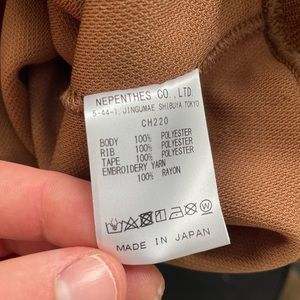 NEPENTHES CO., LTD
5-44-1, JINGUMAE SHIBUYA TOKYO
CH220
BODY 100% POLYESTER
RIB 100% POLYESTER
TAPE 100% POLYESTER
EMBROIDERY YARN
100% RAYON
MADE IN JAPAN